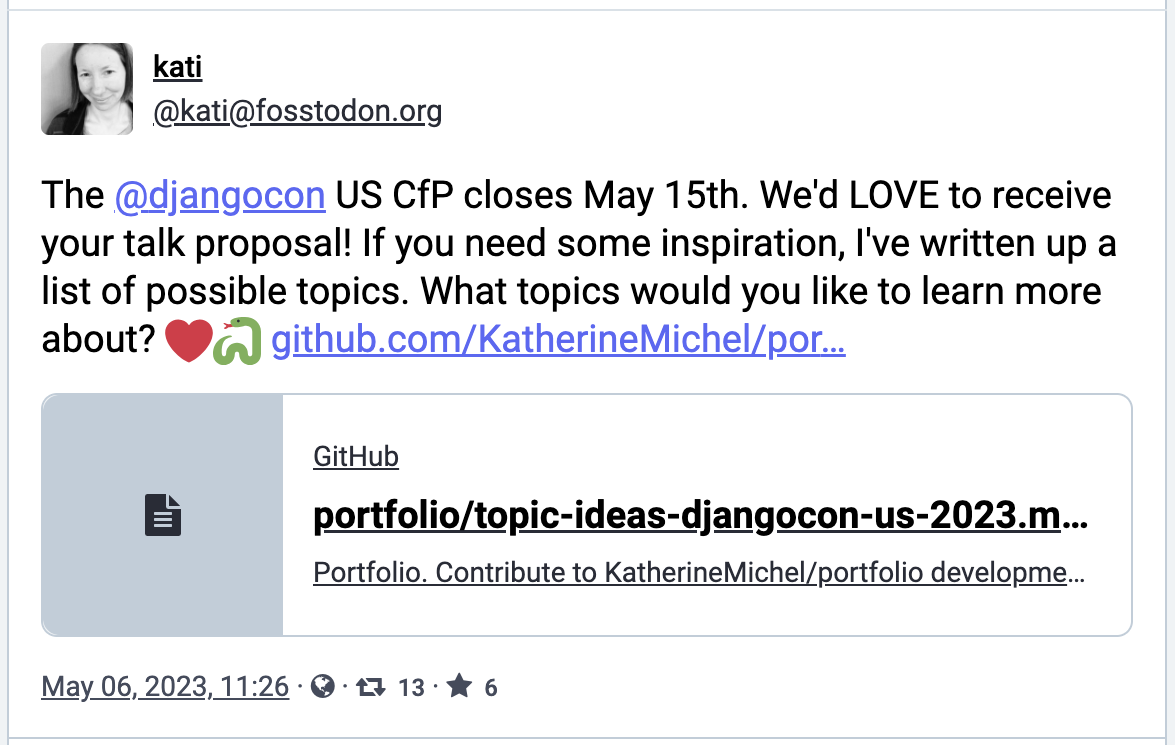 kati
@kati@fosstodon.org
The @djangocon US CfP closes May 15th. We'd LOVE to receive
your talk proposal! If you need some inspiration, I've written up a
list of possible topics. What topics would you like to learn more
about? ❤️🐍 github.com/KatherineMichel/por…
GitHub
portfolio/topic-ideas-djangocon-us-2023.m…
Portfolio. Contribute to KatherineMichel/portfolio developme…
May 06, 2023, 11:26 · 🌎 · 13 · ★ 6